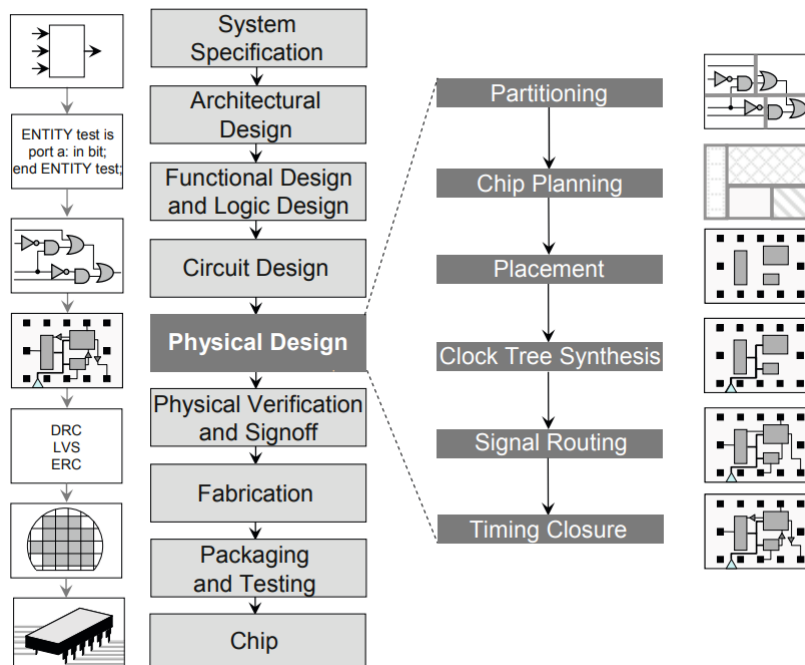 System
Specification
Architectural
Design
Functional Design
and Logic Design
Circuit Design
Physical Design
Physical Verification
and Signoff
Fabrication
Packaging
and Testing
Chip
ENTITY test is
port a: in bit;
end ENTITY test;
DRC
LVS
ERC
Partitioning
Chip Planning
Placement
Clock Tree Synthesis
Signal Routing
Timing Closure